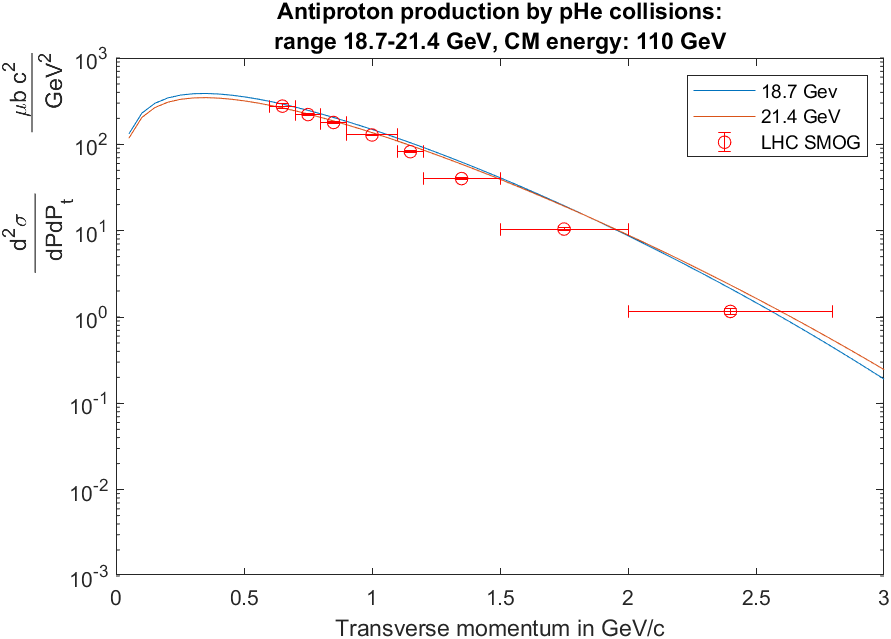 Antiproton production by pHe collisions:
range 18.7-21.4 GeV, CM energy: 110 GeV
μb c²
GeV²
d² σ
dPdPₜ
10³
10²
10¹
10⁰
10⁻¹
10⁻²
10⁻³
18.7 Gev
21.4 GeV
LHC SMOG
0 0.5 1 1.5 2 2.5 3
Transverse momentum in GeV/c